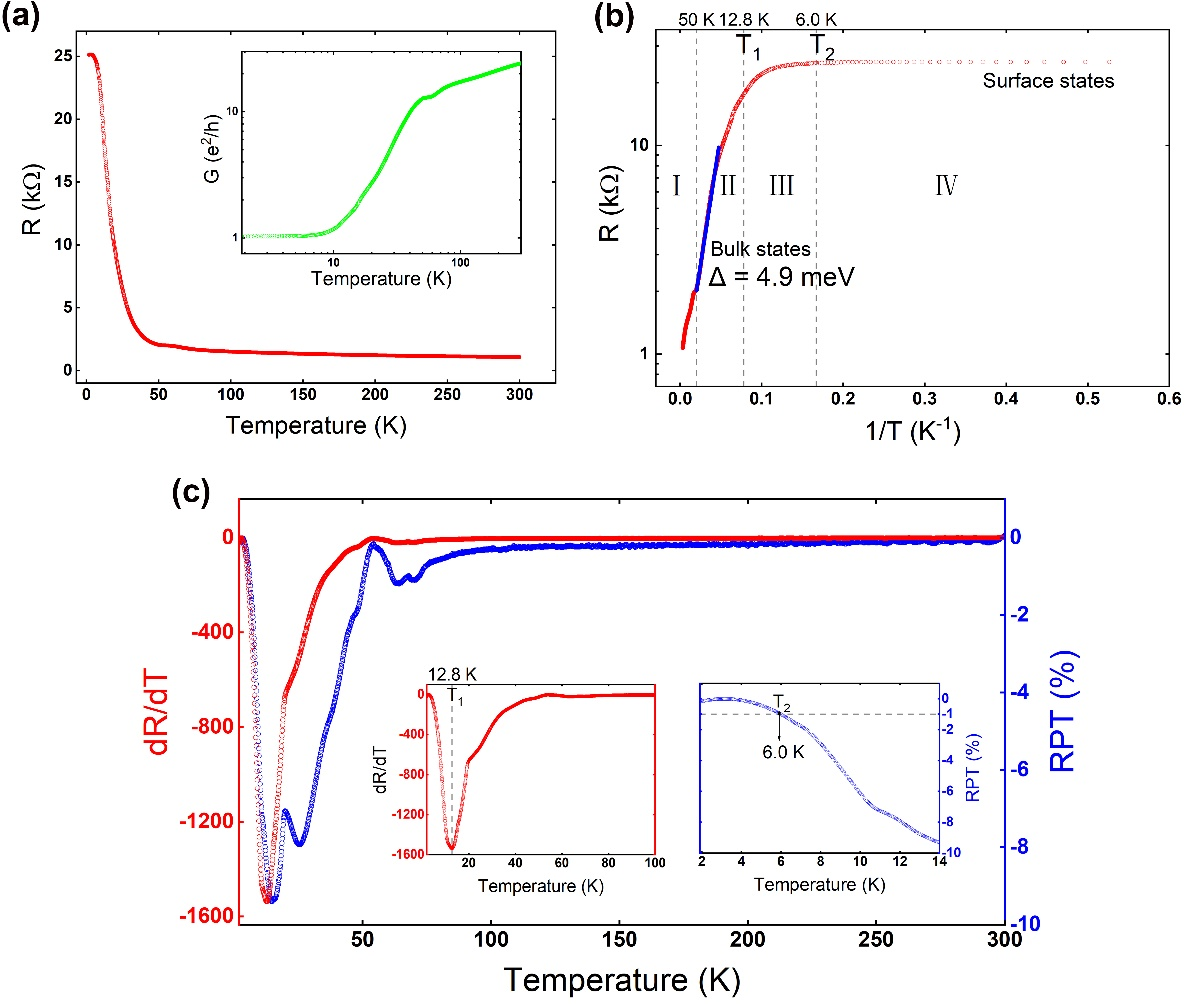 (a)
25
20
15
10
5
0
R (kΩ)
0 50 100 150 200 250 300
Temperature (K)
10
1
G (e²/h)
10 100
Temperature (K)
(b)
50 K 12.8 K 6.0 K
T₁ T₂
Surface states
10
1
R (kΩ)
I II III IV
Bulk states
Δ = 4.9 meV
0.0 0.1 0.2 0.3 0.4 0.5 0.6
1/T (K⁻¹)
(c)
0
-400
-800
-1200
-1600
dR/dT
0
-2
-4
-6
-8
-10
RPT (%)
50 100 150 200 250 300
Temperature (K)
12.8 K
T₁
0
-400
-800
-1200
-1600
dR/dT
20 40 60 80 100
Temperature (K)
T₂
6.0 K
0
-1
-2
-4
-6
-8
-10
RPT (%)
2 4 6 8 10 12 14
Temperature (K)